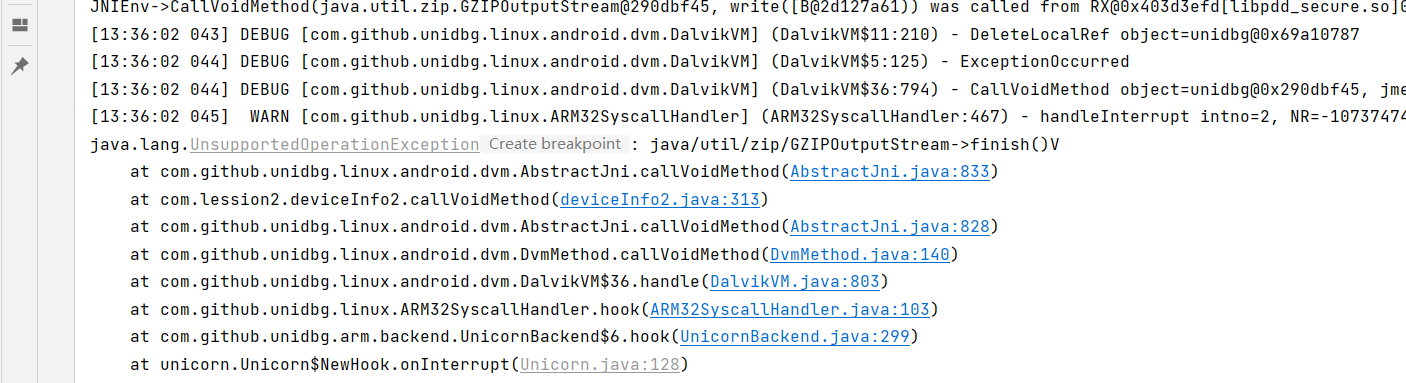 JNIEnv->CallVoidMethod(java.util.zip.GZIPOutputStream@290dbf45, write([B@2d127a61)) was called from RX@0x403d3efd[libpdd_secure.so]0
[13:36:02 043] DEBUG [com.github.unidbg.linux.android.dvm.DalvikVM] (DalvikVM$11:210) - DeleteLocalRef object=unidbg@0x69a10787
[13:36:02 044] DEBUG [com.github.unidbg.linux.android.dvm.DalvikVM] (DalvikVM$5:125) - ExceptionOccurred
[13:36:02 044] DEBUG [com.github.unidbg.linux.android.dvm.DalvikVM] (DalvikVM$36:794) - CallVoidMethod object=unidbg@0x290dbf45, jme
[13:36:02 045]  WARN [com.github.unidbg.linux.ARM32SyscallHandler] (ARM32SyscallHandler:467) - handleInterrupt intno=2, NR=-10737474
java.lang.UnsupportedOperationException Create breakpoint : java/util/zip/GZIPOutputStream->finish()V
at com.github.unidbg.linux.android.dvm.AbstractJni.callVoidMethod(AbstractJni.java:833)
at com.lession2.deviceInfo2.callVoidMethod(deviceInfo2.java:313)
at com.github.unidbg.linux.android.dvm.AbstractJni.callVoidMethod(AbstractJni.java:828)
at com.github.unidbg.linux.android.dvm.DvmMethod.callVoidMethod(DvmMethod.java:140)
at com.github.unidbg.linux.android.dvm.DalvikVM$36.handle(DalvikVM.java:803)
at com.github.unidbg.linux.ARM32SyscallHandler.hook(ARM32SyscallHandler.java:103)
at com.github.unidbg.arm.backend.UnicornBackend$6.hook(UnicornBackend.java:299)
at unicorn.Unicorn$NewHook.onInterrupt(Unicorn.java:128)